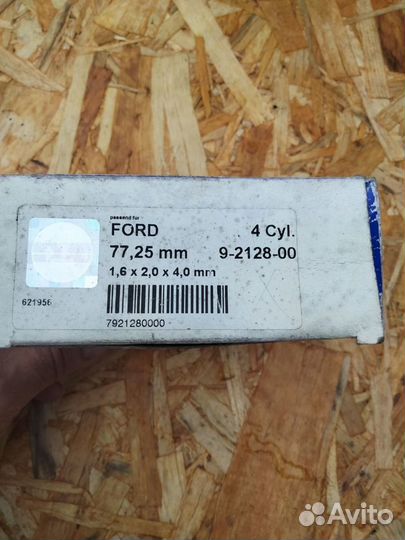 passend für
FORD 4 Cyl.
77,25 mm 9-2128-00
1,6 x 2,0 x 4,0 mm
621956
7921280000
Avito